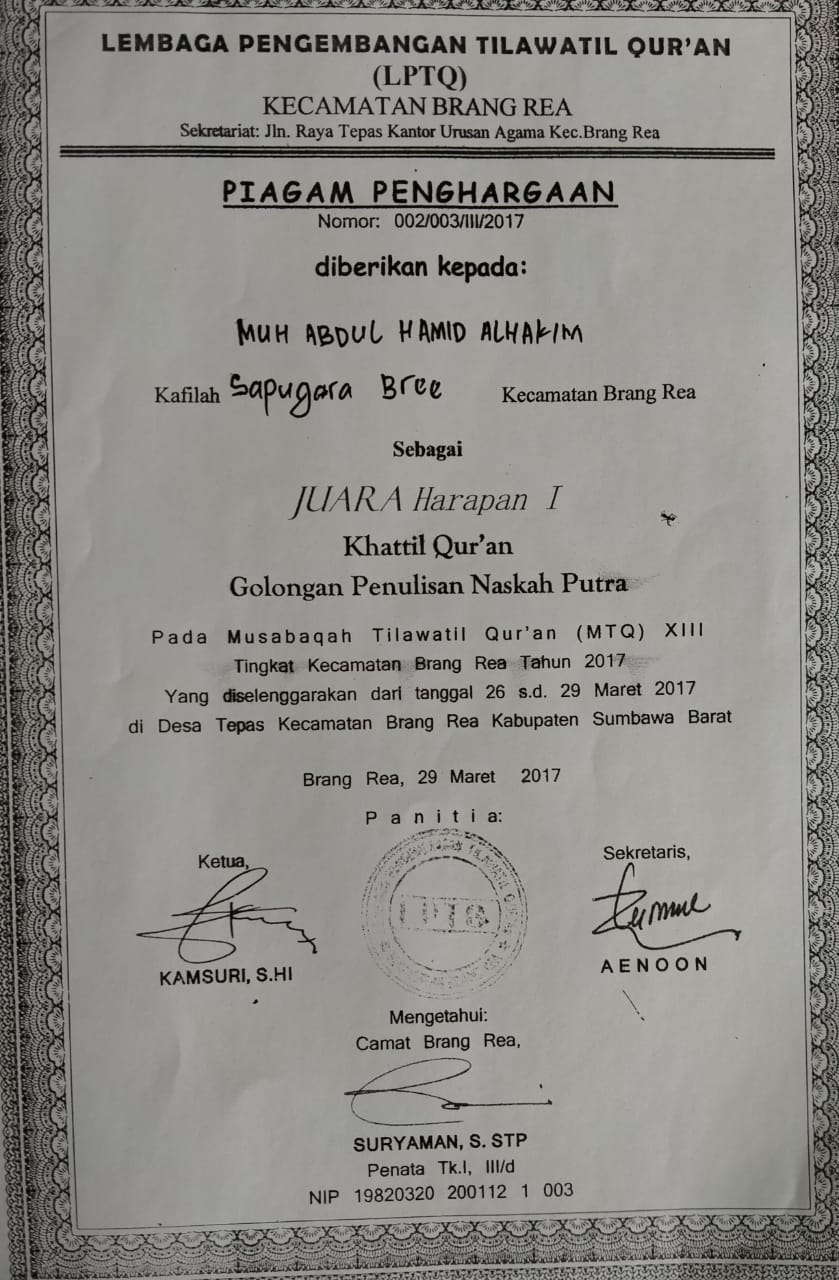 LEMBAGA PENGEMBANGAN TILAWATIL QUR'AN
(LPTQ)
KECAMATAN BRANG REA
Sekretariat: Jln. Raya Tepas Kantor Urusan Agama Kec.Brang Rea
PIAGAM PENGHARGAAN
Nomor: 002/003/III/2017
diberikan kepada:
MUH ABDUL HAMID ALHAKIM
Kafilah Sapugara Bree Kecamatan Brang Rea
Sebagai
JUARA Harapan I
Khattil Qur'an
Golongan Penulisan Naskah Putra
Pada Musabaqah Tilawatil Qur'an (MTQ) XIII
Tingkat Kecamatan Brang Rea Tahun 2017
Yang diselenggarakan dari tanggal 26 s.d. 29 Maret 2017
di Desa Tepas Kecamatan Brang Rea Kabupaten Sumbawa Barat
Brang Rea, 29 Maret 2017
Panitia:
Ketua,
Sekretaris,
LPTQ
KAMSURI, S.HI
AENOON
Mengetahui:
Camat Brang Rea,
SURYAMAN, S. STP
Penata Tk.I, III/d
NIP 19820320 200112 1 003